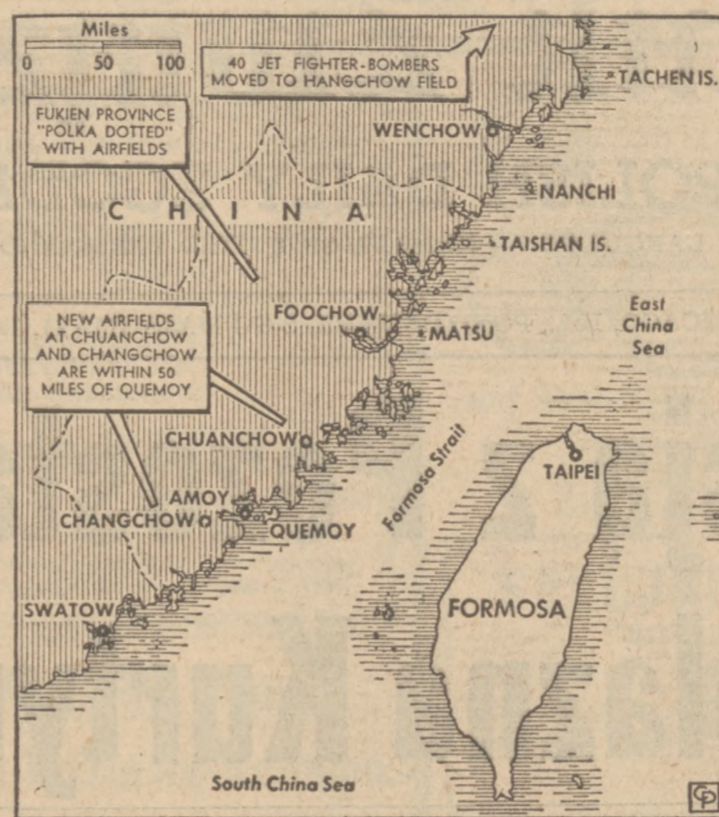 Miles
0 50 100
40 JET FIGHTER-BOMBERS
MOVED TO HANGCHOW FIELD
TACHEN IS.
FUKIEN PROVINCE
"POLKA DOTTED"
WITH AIRFIELDS
WENCHOW
NANCHI
CHINA
TAISHAN IS.
NEW AIRFIELDS
AT CHUANCHOW
AND CHANGCHOW
ARE WITHIN 50
MILES OF QUEMOY
FOOCHOW
MATSU
East
China
Sea
CHUANCHOW
Formosa Strait
TAIPEI
AMOY
CHANGCHOW
QUEMOY
SWATOW
FORMOSA
South China Sea
CP